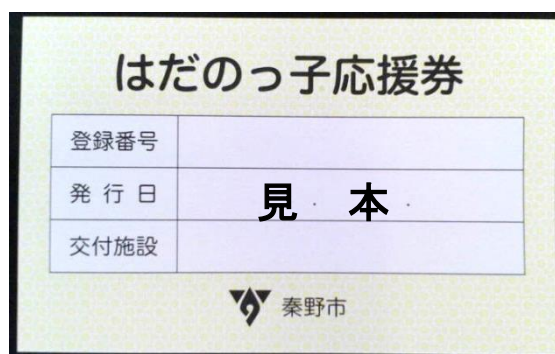 はだのっ子応援券
登録番号
発行日
見本
交付施設
秦野市